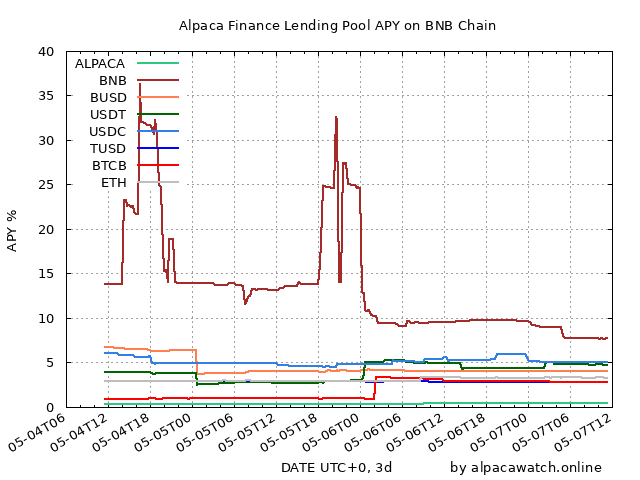 Alpaca Finance Lending Pool APY on BNB Chain
40
35
30
25
20
15
10
5
0
APY %
ALPACA
BNB
BUSD
USDT
USDC
TUSD
BTCB
ETH
05-04T06
05-04T12
05-04T18
05-05T00
05-05T06
05-05T12
05-05T18
05-06T00
05-06T06
05-06T12
05-06T18
05-07T00
05-07T06
05-07T12
DATE UTC+0, 3d
by alpacawatch.online